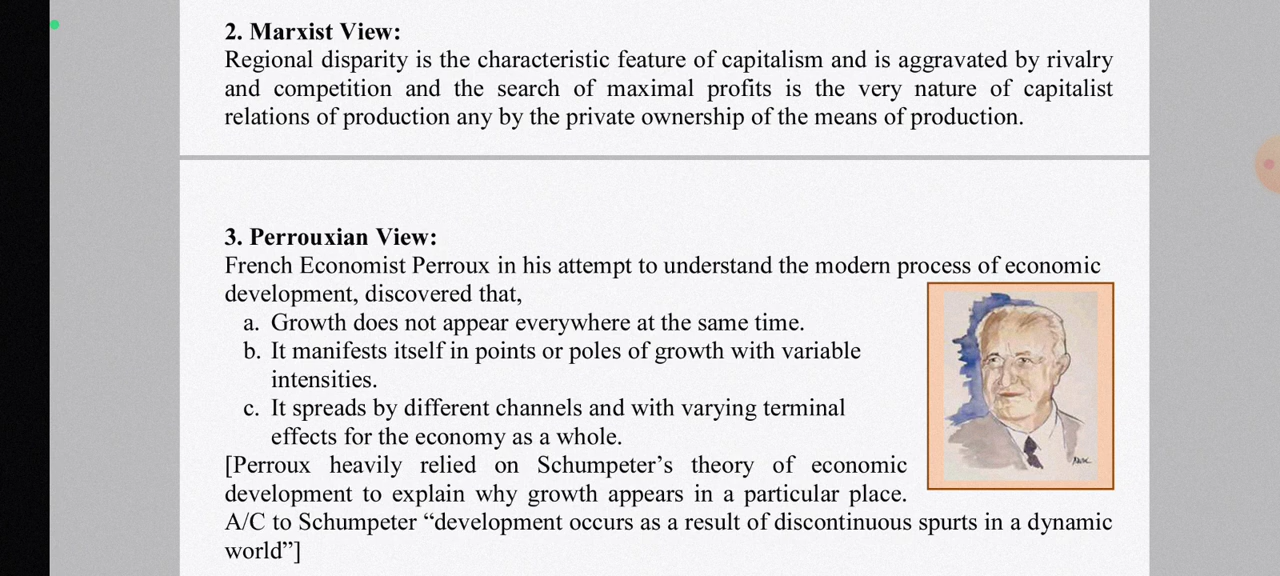 2. Marxist View:
Regional disparity is the characteristic feature of capitalism and is aggravated by rivalry
and competition and the search of maximal profits is the very nature of capitalist
relations of production any by the private ownership of the means of production.
3. Perrouxian View:
French Economist Perroux in his attempt to understand the modern process of economic
development, discovered that,
a. Growth does not appear everywhere at the same time.
b. It manifests itself in points or poles of growth with variable
intensities.
c. It spreads by different channels and with varying terminal
effects for the economy as a whole.
[Perroux heavily relied on Schumpeter’s theory of economic
development to explain why growth appears in a particular place.
A/C to Schumpeter “development occurs as a result of discontinuous spurts in a dynamic
world”]